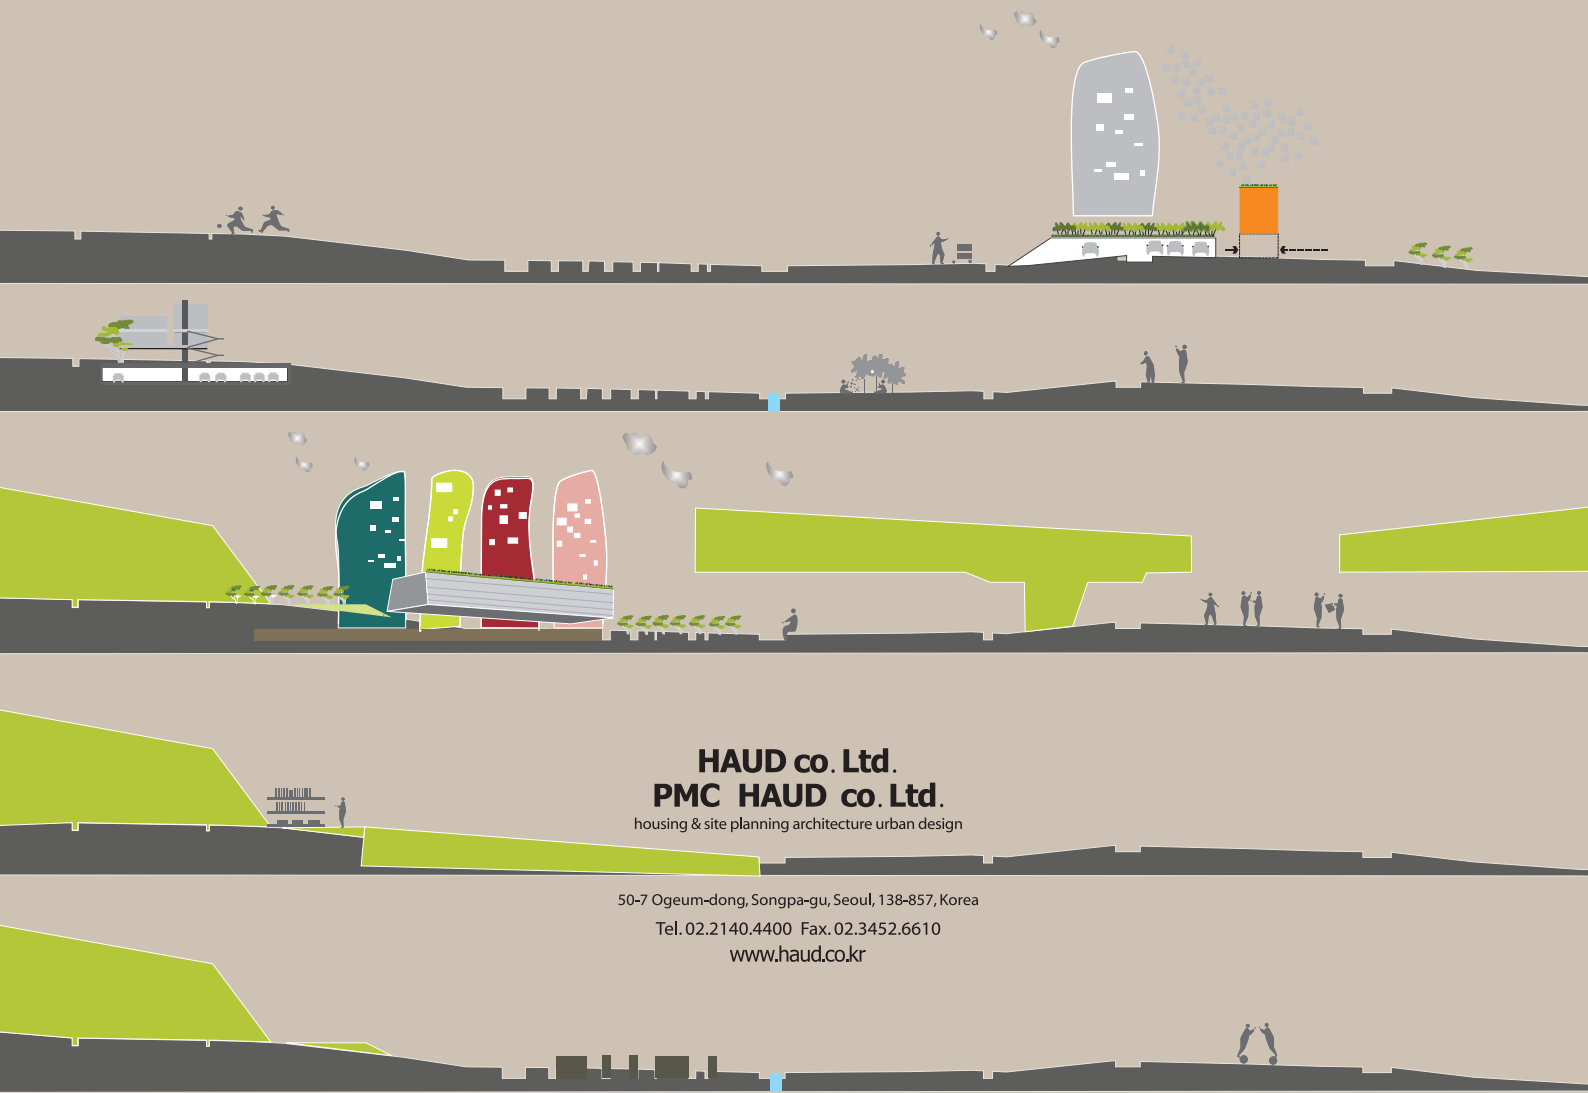 HAUD co. Ltd.
PMC HAUD co. Ltd.
housing & site planning architecture urban design
50-7 Ogeum-dong, Songpa-gu, Seoul, 138-857, Korea
Tel. 02.2140.4400 Fax. 02.3452.6610
www.haud.co.kr